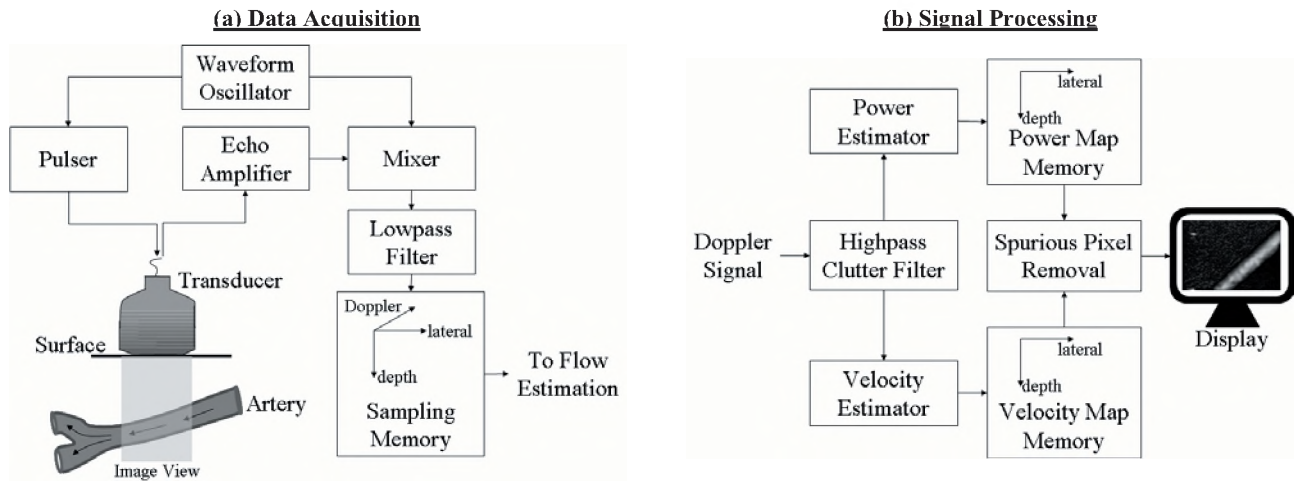 (a) Data Acquisition
Waveform
Oscillator
Pulser
Echo
Amplifier
Mixer
Lowpass
Filter
Transducer
Surface
Doppler
lateral
depth
Sampling
Memory
To Flow
Estimation
Artery
Image View
(b) Signal Processing
Power
Estimator
lateral
depth
Power Map
Memory
Doppler
Signal
Highpass
Clutter Filter
Spurious Pixel
Removal
Display
Velocity
Estimator
lateral
depth
Velocity Map
Memory